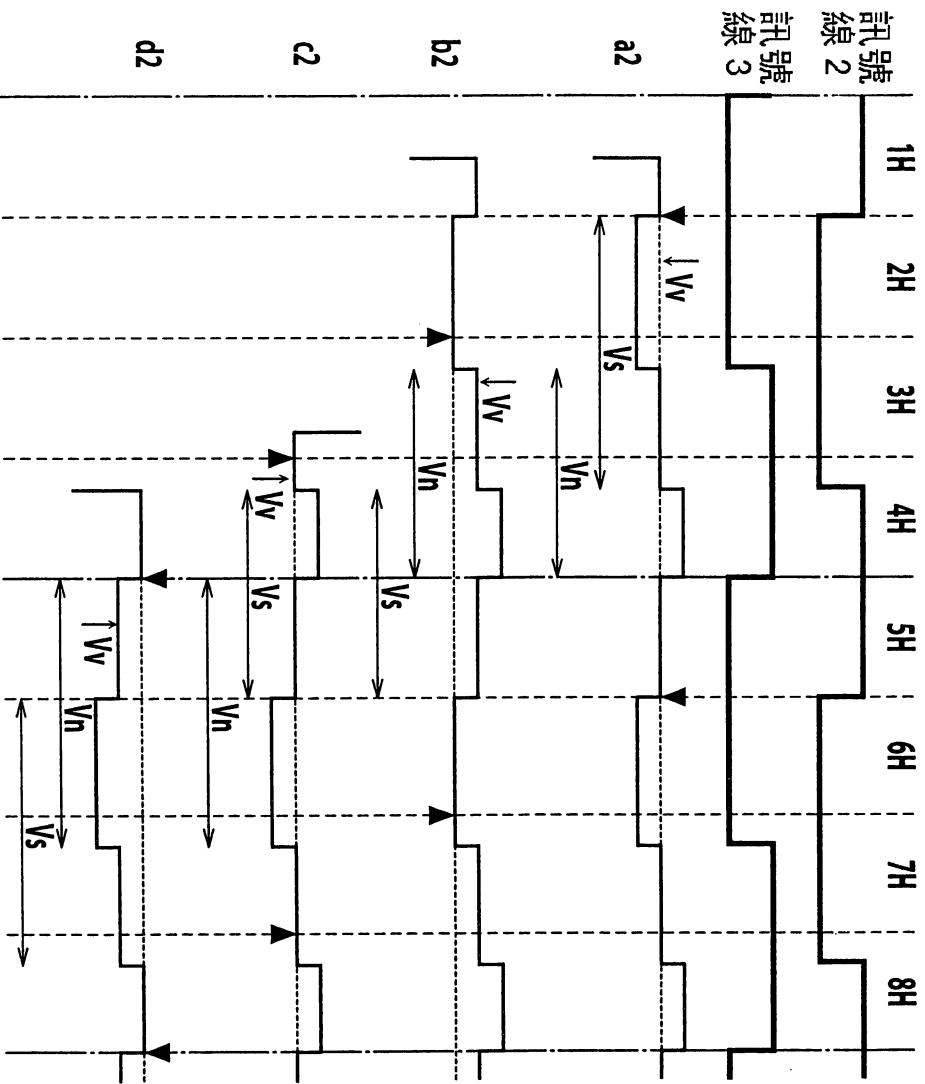 1H 2H 3H 4H 5H 6H 7H 8H
訊號
線 2
訊號
線 3
a2
Vv
Vs
Vn
b2
Vv
Vn
Vs
c2
Vv
Vs
Vn
d2
Vv
Vn
Vs